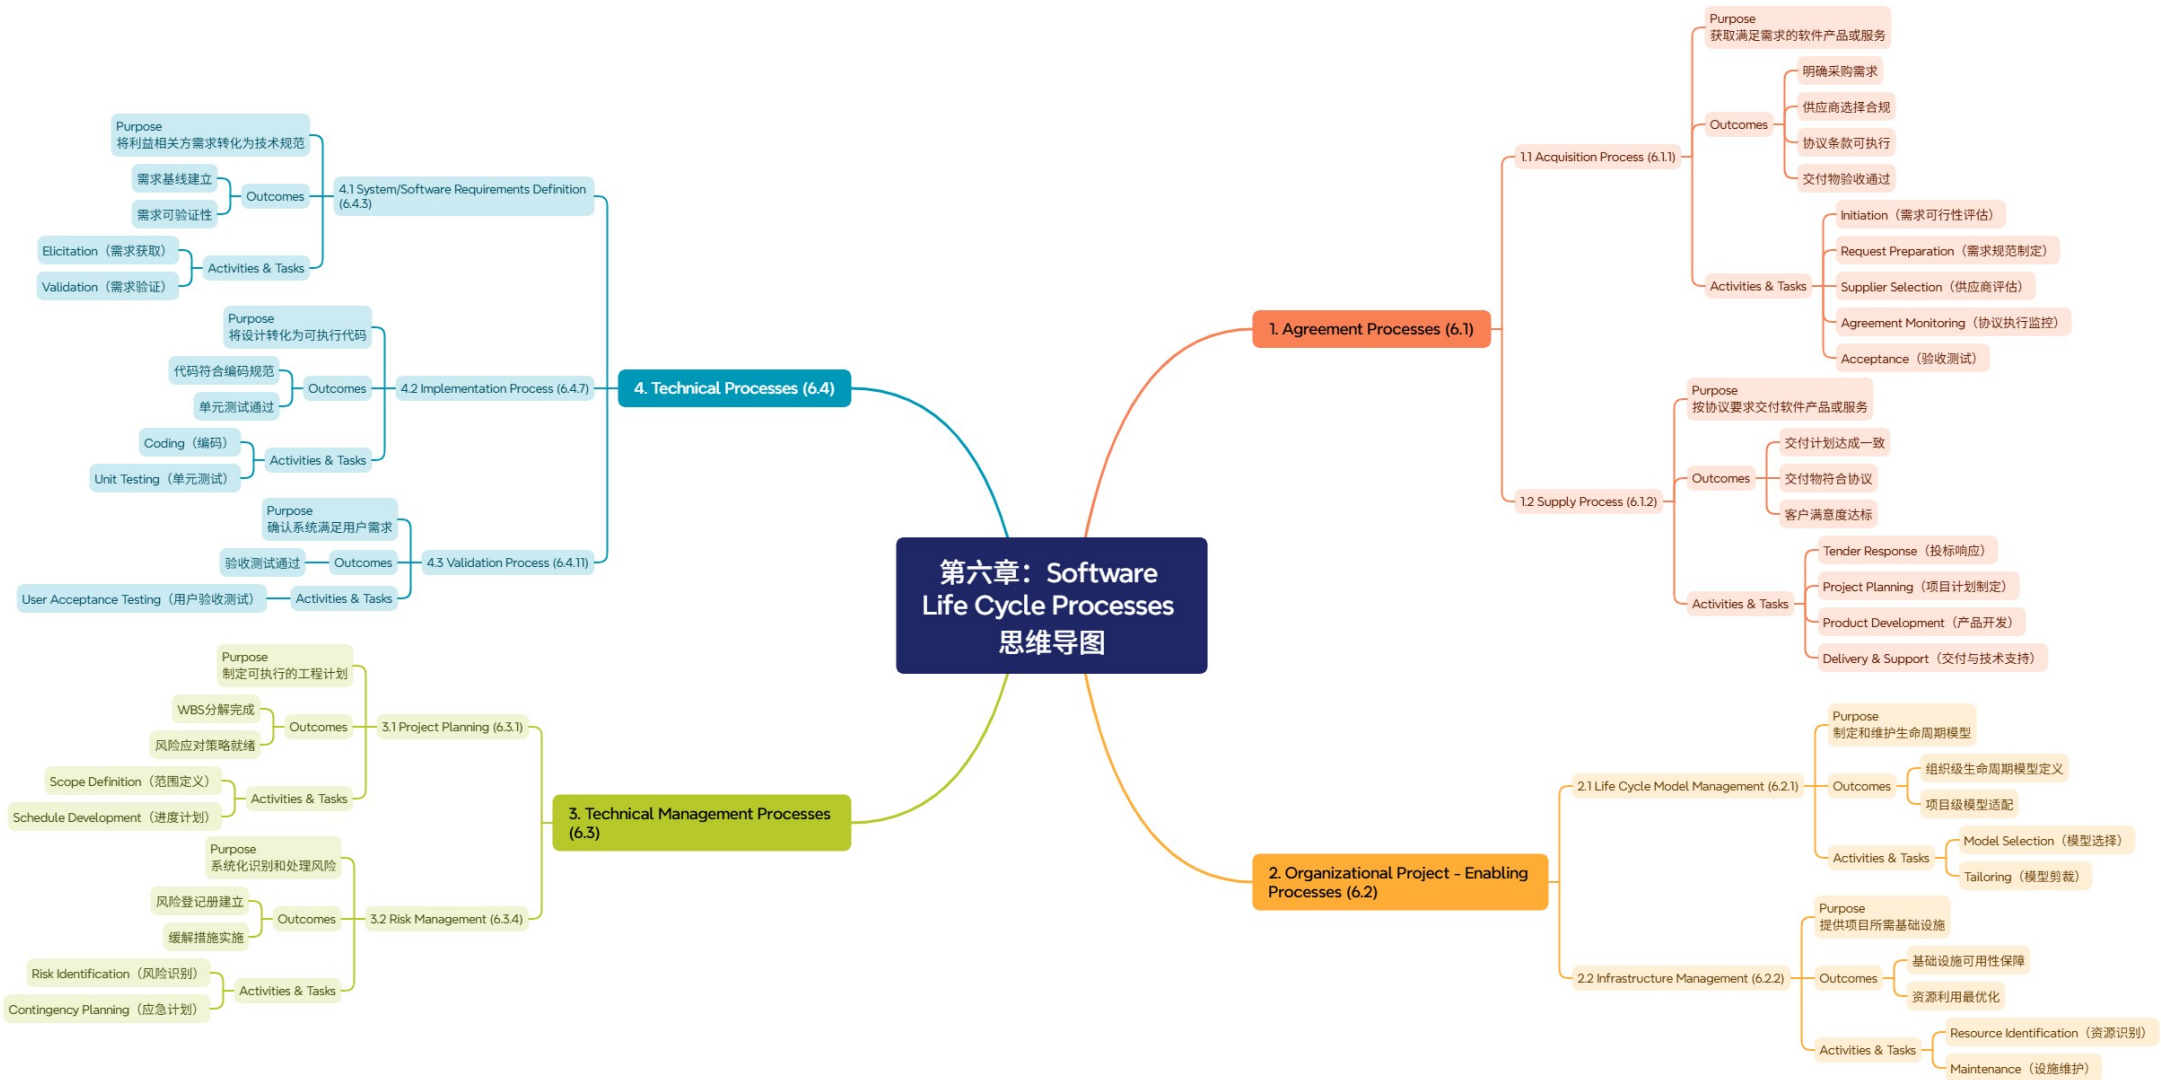 第六章：Software
Life Cycle Processes
思维导图
1. Agreement Processes (6.1)
1.1 Acquisition Process (6.1.1)
Purpose
获取满足需求的软件产品或服务
Outcomes
明确采购需求
供应商选择合规
协议条款可执行
交付物验收通过
Activities & Tasks
Initiation（需求可行性评估）
Request Preparation（需求规范制定）
Supplier Selection（供应商评估）
Agreement Monitoring（协议执行监控）
Acceptance（验收测试）
1.2 Supply Process (6.1.2)
Purpose
按协议要求交付软件产品或服务
Outcomes
交付计划达成一致
交付物符合协议
客户满意度达标
Activities & Tasks
Tender Response（投标响应）
Project Planning（项目计划制定）
Product Development（产品开发）
Delivery & Support（交付与技术支持）
2. Organizational Project - Enabling
Processes (6.2)
2.1 Life Cycle Model Management (6.2.1)
Purpose
制定和维护生命周期模型
Outcomes
组织级生命周期模型定义
项目级模型适配
Activities & Tasks
Model Selection（模型选择）
Tailoring（模型剪裁）
2.2 Infrastructure Management (6.2.2)
Purpose
提供项目所需基础设施
Outcomes
基础设施可用性保障
资源利用最优化
Activities & Tasks
Resource Identification（资源识别）
Maintenance（设施维护）
3. Technical Management Processes
(6.3)
3.1 Project Planning (6.3.1)
Purpose
制定可执行的工程计划
Outcomes
WBS分解完成
风险应对策略就绪
Activities & Tasks
Scope Definition（范围定义）
Schedule Development（进度计划）
3.2 Risk Management (6.3.4)
Purpose
系统化识别和处理风险
Outcomes
风险登记册建立
缓解措施实施
Activities & Tasks
Risk Identification（风险识别）
Contingency Planning（应急计划）
4. Technical Processes (6.4)
4.1 System/Software Requirements Definition
(6.4.3)
Purpose
将利益相关方需求转化为技术规范
Outcomes
需求基线建立
需求可验证性
Activities & Tasks
Elicitation（需求获取）
Validation（需求验证）
4.2 Implementation Process (6.4.7)
Purpose
将设计转化为可执行代码
Outcomes
代码符合编码规范
单元测试通过
Activities & Tasks
Coding（编码）
Unit Testing（单元测试）
4.3 Validation Process (6.4.11)
Purpose
确认系统满足用户需求
Outcomes
验收测试通过
Activities & Tasks
User Acceptance Testing（用户验收测试）